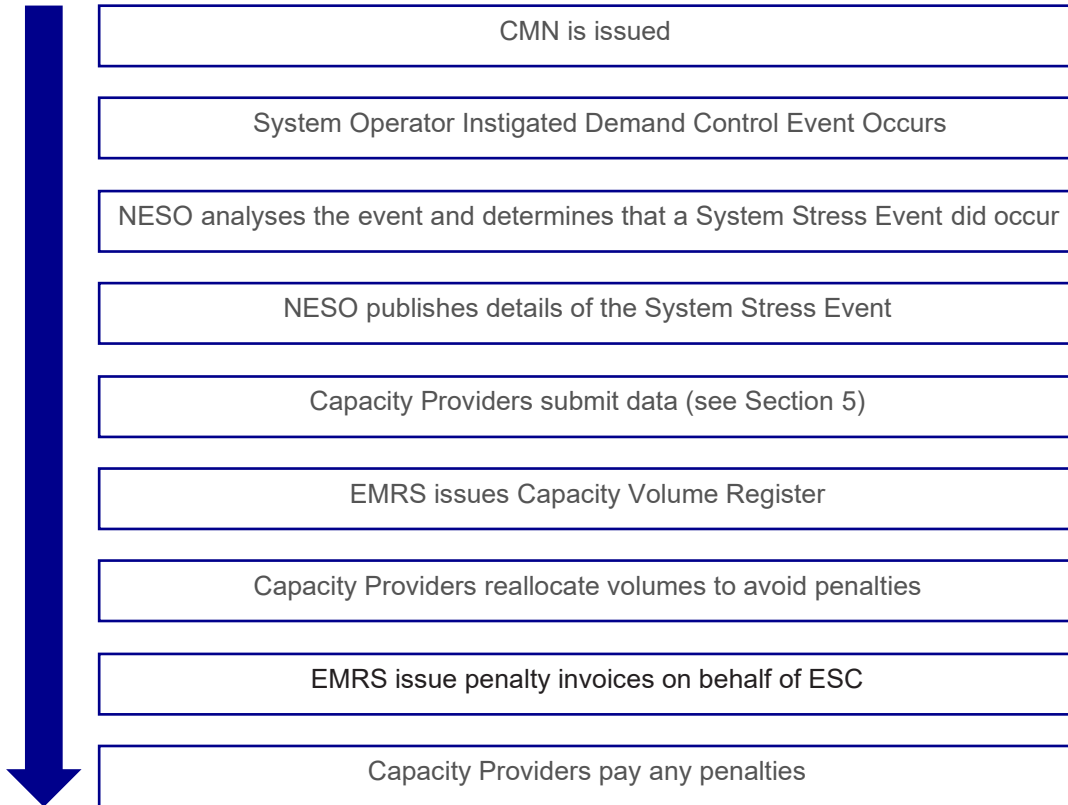 CMN is issued
System Operator Instigated Demand Control Event Occurs
NESO analyses the event and determines that a System Stress Event did occur
NESO publishes details of the System Stress Event
Capacity Providers submit data (see Section 5)
EMRS issues Capacity Volume Register
Capacity Providers reallocate volumes to avoid penalties
EMRS issue penalty invoices on behalf of ESC
Capacity Providers pay any penalties